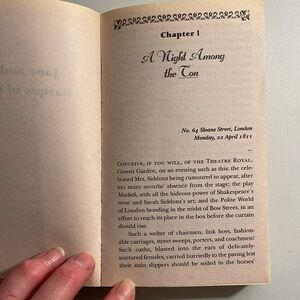 Jane and
Barque of
Chapter 1
A Night Among
the Ton
No. 64 Sloane Street, London
Monday, 22 April 1811
CONCEIVE, IF YOU WILL, OF THE THEATRE ROYAL,
Covent Garden, on an evening such as this: the cele-
brated Mrs. Siddons being rumoured to appear, after
too many months' absence from the stage; the play
Macbeth, with all the hideous power of Shakespeare's
verse and Sarah Siddons's art; and the Polite World
of London brawling in the midst of Bow Street, in an
effort to reach its place in the box before the curtain
should rise.
Such a welter of chairmen, link boys, fashion-
able carriages, street sweeps, porters, and coachmen!
Such oaths, blasted into the ears of delicately-
nurtured females, carried hurriedly to the paving lest
their satin slippers should be soiled in the horses'